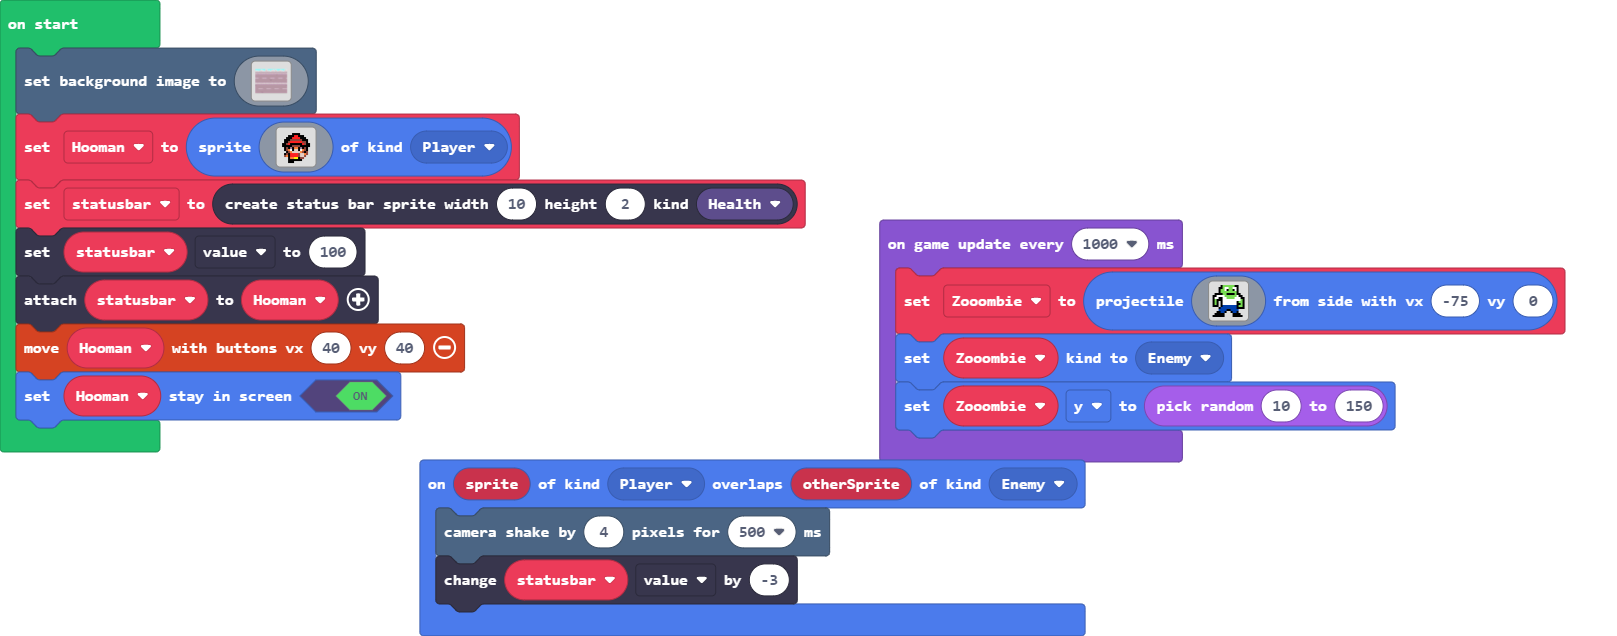 on start
set background image to
set Hooman to sprite of kind Player
set statusbar to create status bar sprite width 10 height 2 kind Health
set statusbar value to 100
attach statusbar to Hooman
move Hooman with buttons vx 40 vy 40
set Hooman stay in screen ON
on game update every 1000 ms
set Zooombie to projectile from side with vx -75 vy 0
set Zooombie kind to Enemy
set Zooombie y to pick random 10 to 150
on sprite of kind Player overlaps otherSprite of kind Enemy
camera shake by 4 pixels for 500 ms
change statusbar value by -3